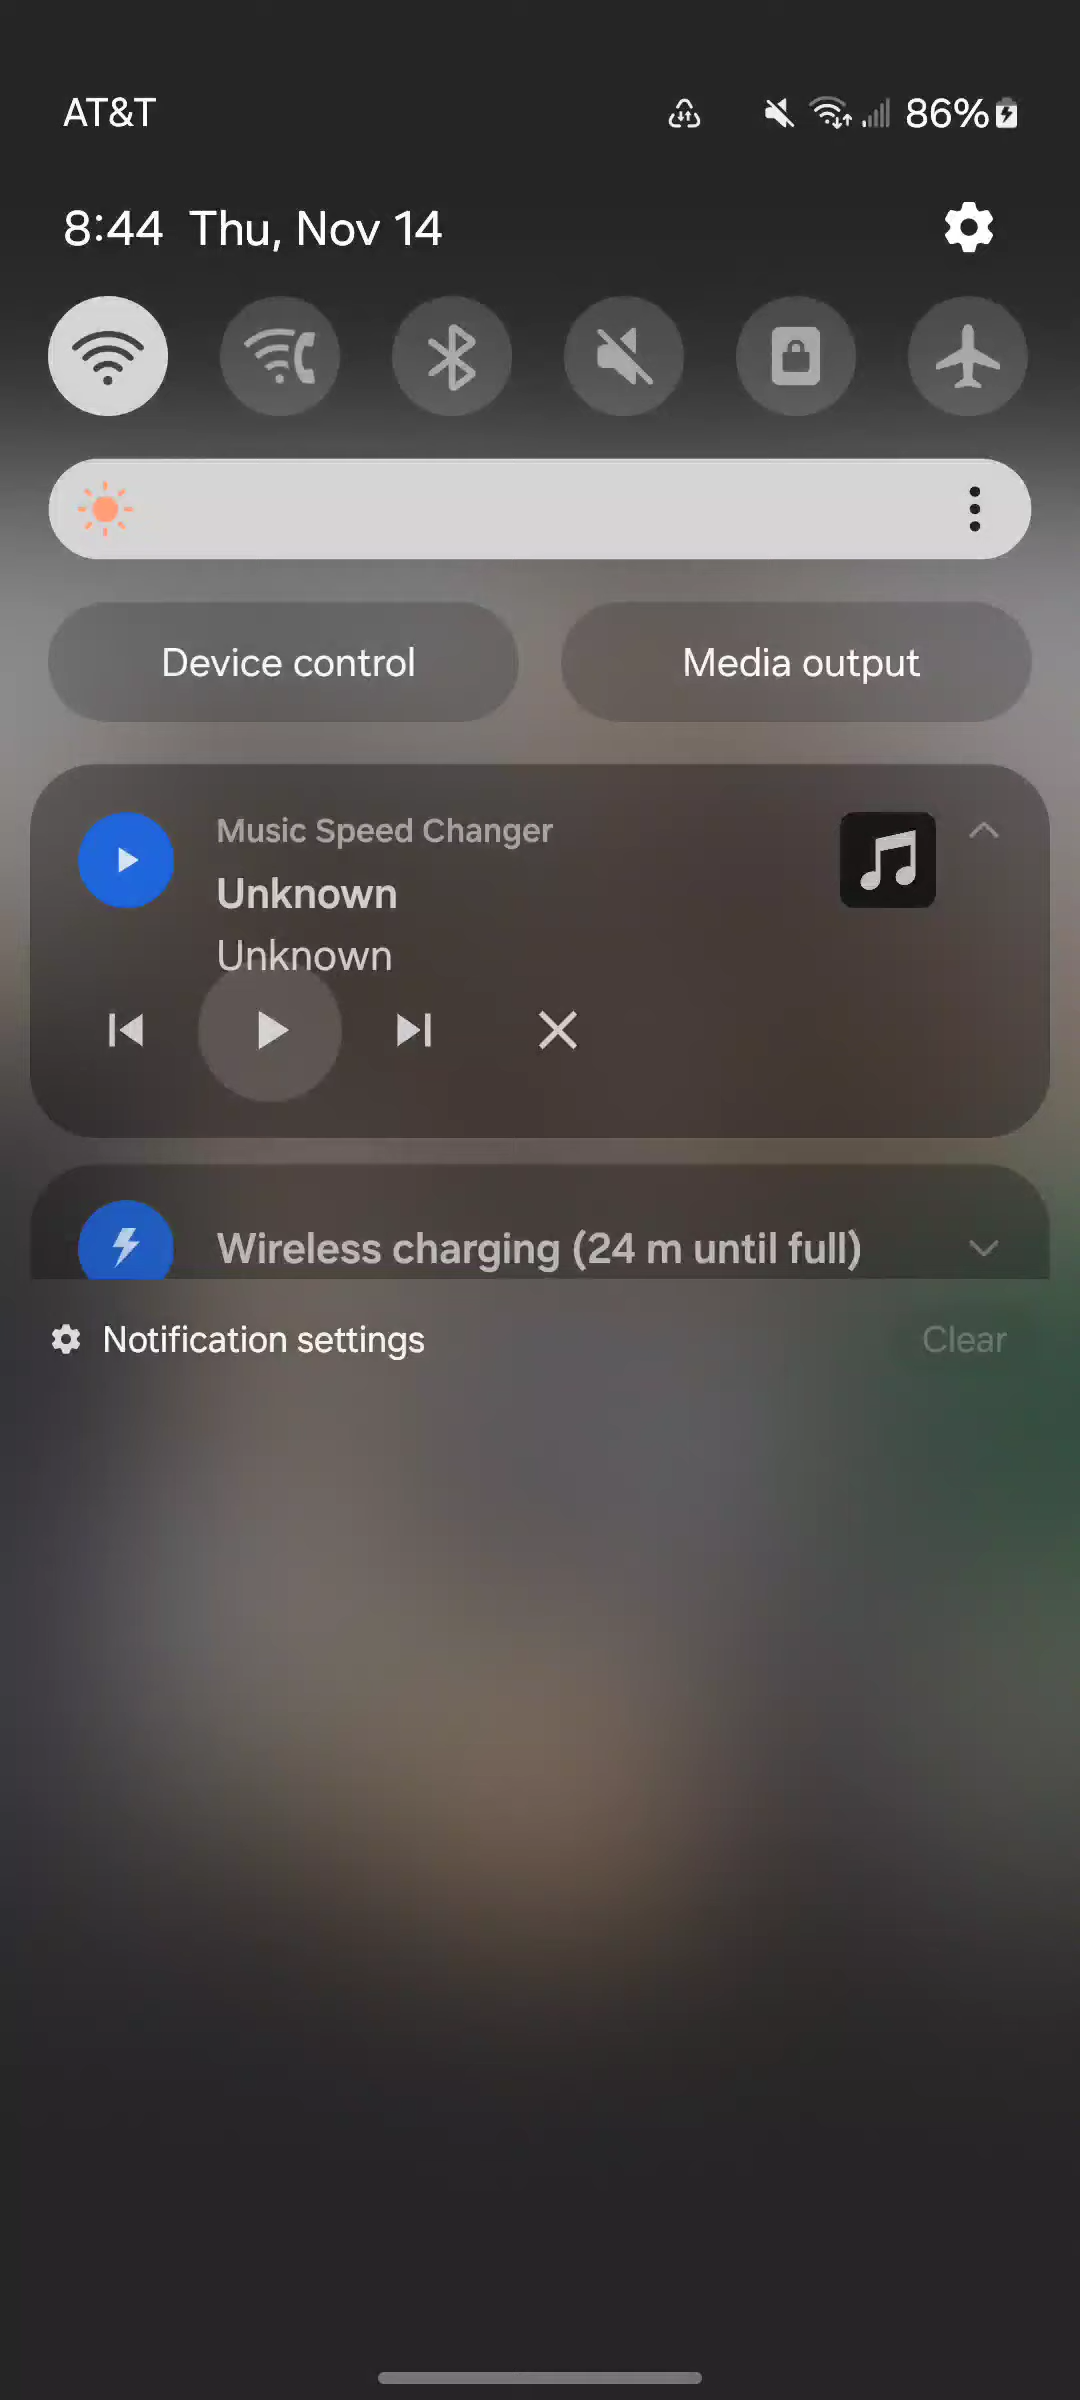 AT&T 86%
8:44 Thu, Nov 14
Device control Media output
Music Speed Changer
Unknown
Unknown
Wireless charging (24 m until full)
Notification settings Clear